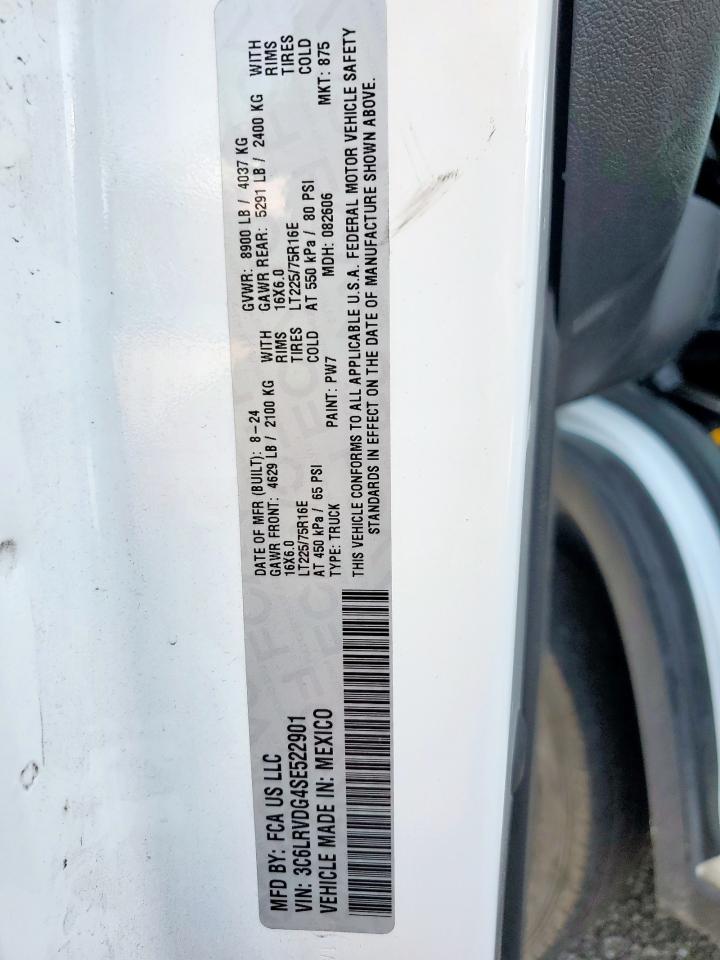 MFD BY: FCA US LLC
VIN: 3C6LRVDG4SE522901
VEHICLE MADE IN: MEXICO
DATE OF MFR (BUILT): 8-24 GVWR: 8900 LB / 4037 KG
GAWR FRONT: 4629 LB / 2100 KG WITH GAWR REAR: 5291 LB / 2400 KG WITH
16X6.0 RIMS 16X6.0 RIMS
LT225/75R16E TIRES LT225/75R16E TIRES
AT 450 kPa / 65 PSI COLD AT 550 kPa / 80 PSI COLD
TYPE: TRUCK PAINT: PW7 MDH: 082606 MKT: 875
THIS VEHICLE CONFORMS TO ALL APPLICABLE U.S.A. FEDERAL MOTOR VEHICLE SAFETY
STANDARDS IN EFFECT ON THE DATE OF MANUFACTURE SHOWN ABOVE.